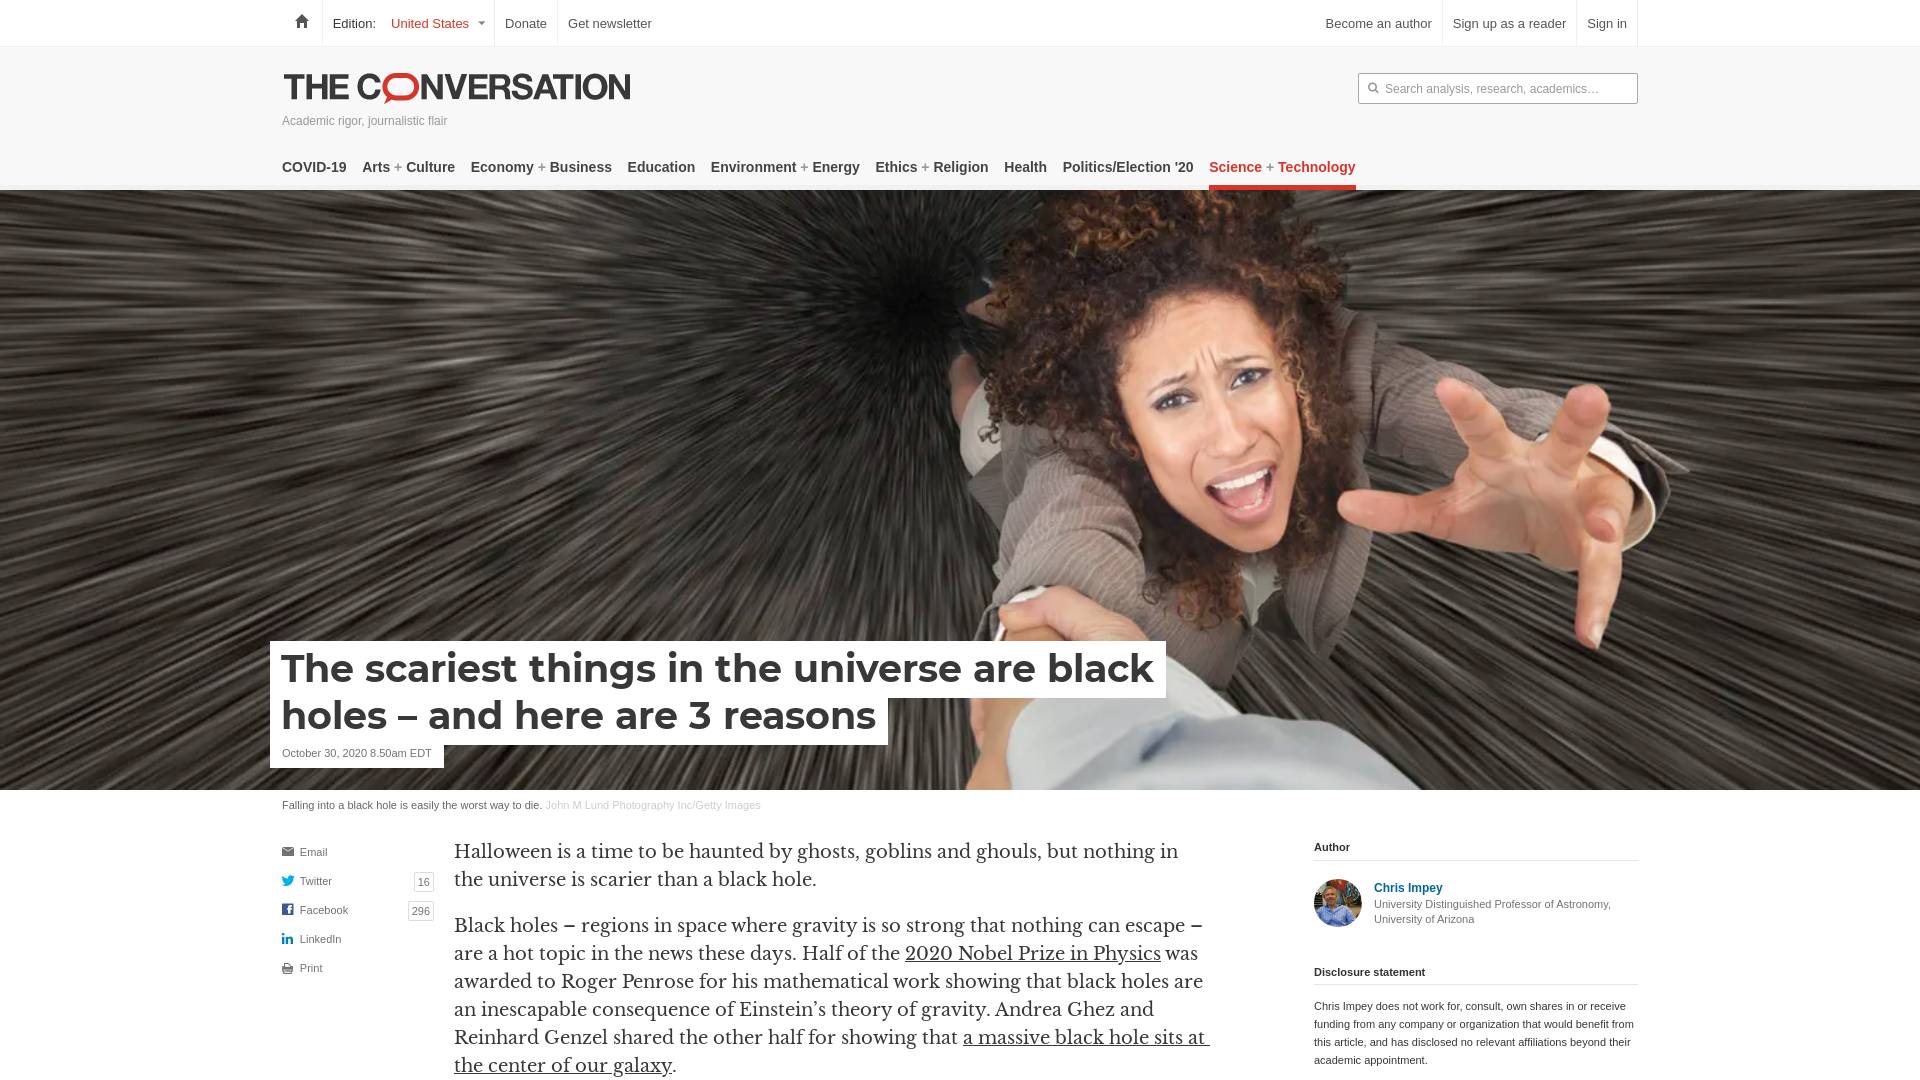 Edition: United States Donate Get newsletter Become an author Sign up as a reader Sign in
THE CONVERSATION
Search analysis, research, academics…
Academic rigor, journalistic flair
COVID-19 Arts + Culture Economy + Business Education Environment + Energy Ethics + Religion Health Politics/Election '20 Science + Technology
The scariest things in the universe are black
holes – and here are 3 reasons
October 30, 2020 8.50am EDT
Falling into a black hole is easily the worst way to die. John M Lund Photography Inc/Getty Images
Email
Twitter 16
Facebook 296
LinkedIn
Print
Halloween is a time to be haunted by ghosts, goblins and ghouls, but nothing in
the universe is scarier than a black hole.
Black holes – regions in space where gravity is so strong that nothing can escape –
are a hot topic in the news these days. Half of the 2020 Nobel Prize in Physics was
awarded to Roger Penrose for his mathematical work showing that black holes are
an inescapable consequence of Einstein’s theory of gravity. Andrea Ghez and
Reinhard Genzel shared the other half for showing that a massive black hole sits at
the center of our galaxy.
Author
Chris Impey
University Distinguished Professor of Astronomy,
University of Arizona
Disclosure statement
Chris Impey does not work for, consult, own shares in or receive
funding from any company or organization that would benefit from
this article, and has disclosed no relevant affiliations beyond their
academic appointment.